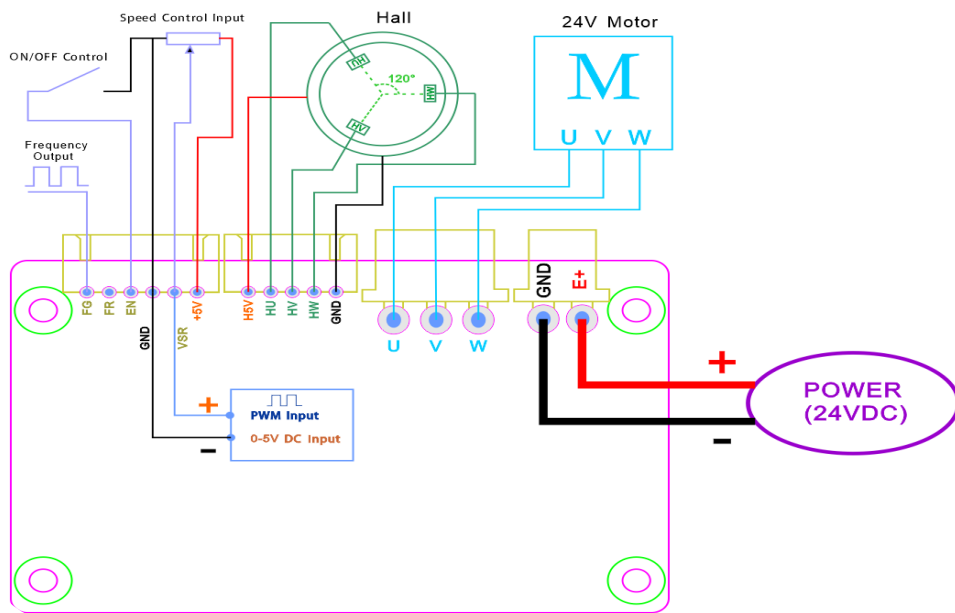 Speed Control Input
Hall
24V Motor
ON/OFF Control
HU
120°
HW
HV
M
U V W
Frequency
Output
FG
FR
EN
GND
VSR
+5V
H5V
HU
HV
HW
GND
U V W
GND
E+
+
-
POWER
(24VDC)
+
PWM Input
-
0-5V DC Input